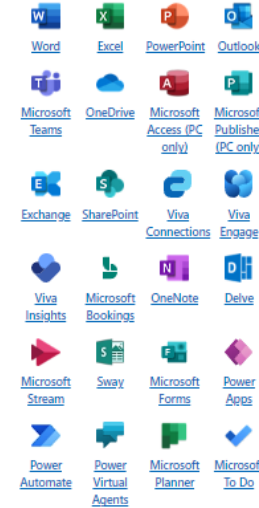 Word Excel PowerPoint Outlook
Microsoft OneDrive Microsoft Microsof
Teams Access (PC Publishe
only) (PC only
Exchange SharePoint Viva Viva
Connections Engage
Viva Microsoft OneNote Delve
Insights Bookings
Microsoft Sway Microsoft Power
Stream Forms Apps
Power Power Microsoft Microsof
Automate Virtual Planner To Do
Agents